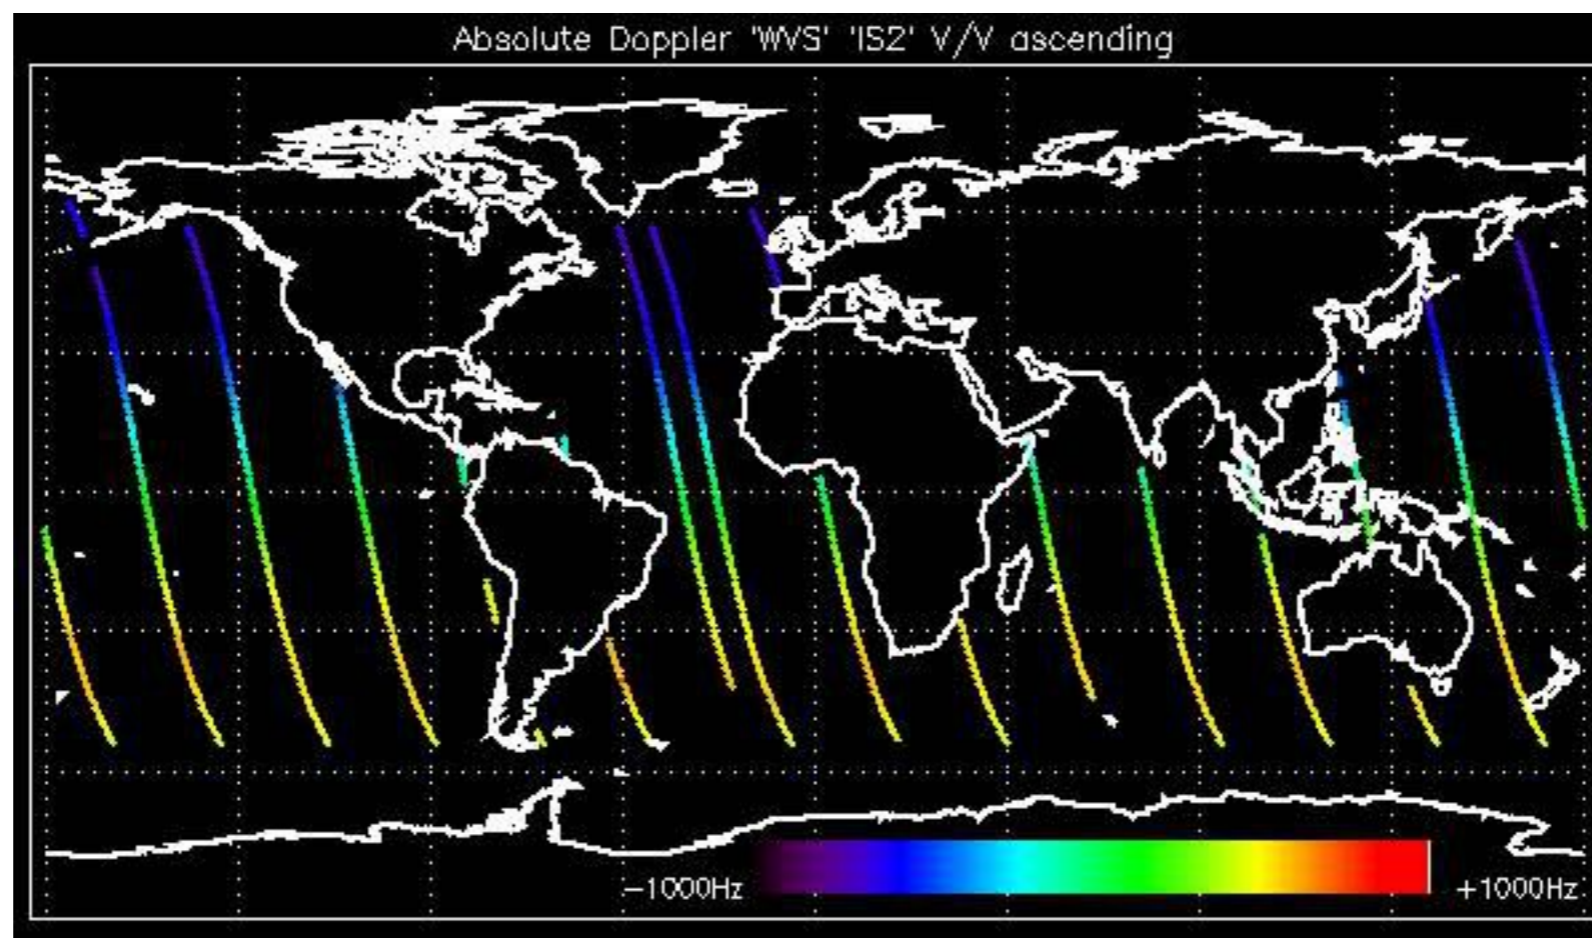 Absolute Doppler 'WVS' 'IS2' V/V ascending
-1000Hz +1000Hz